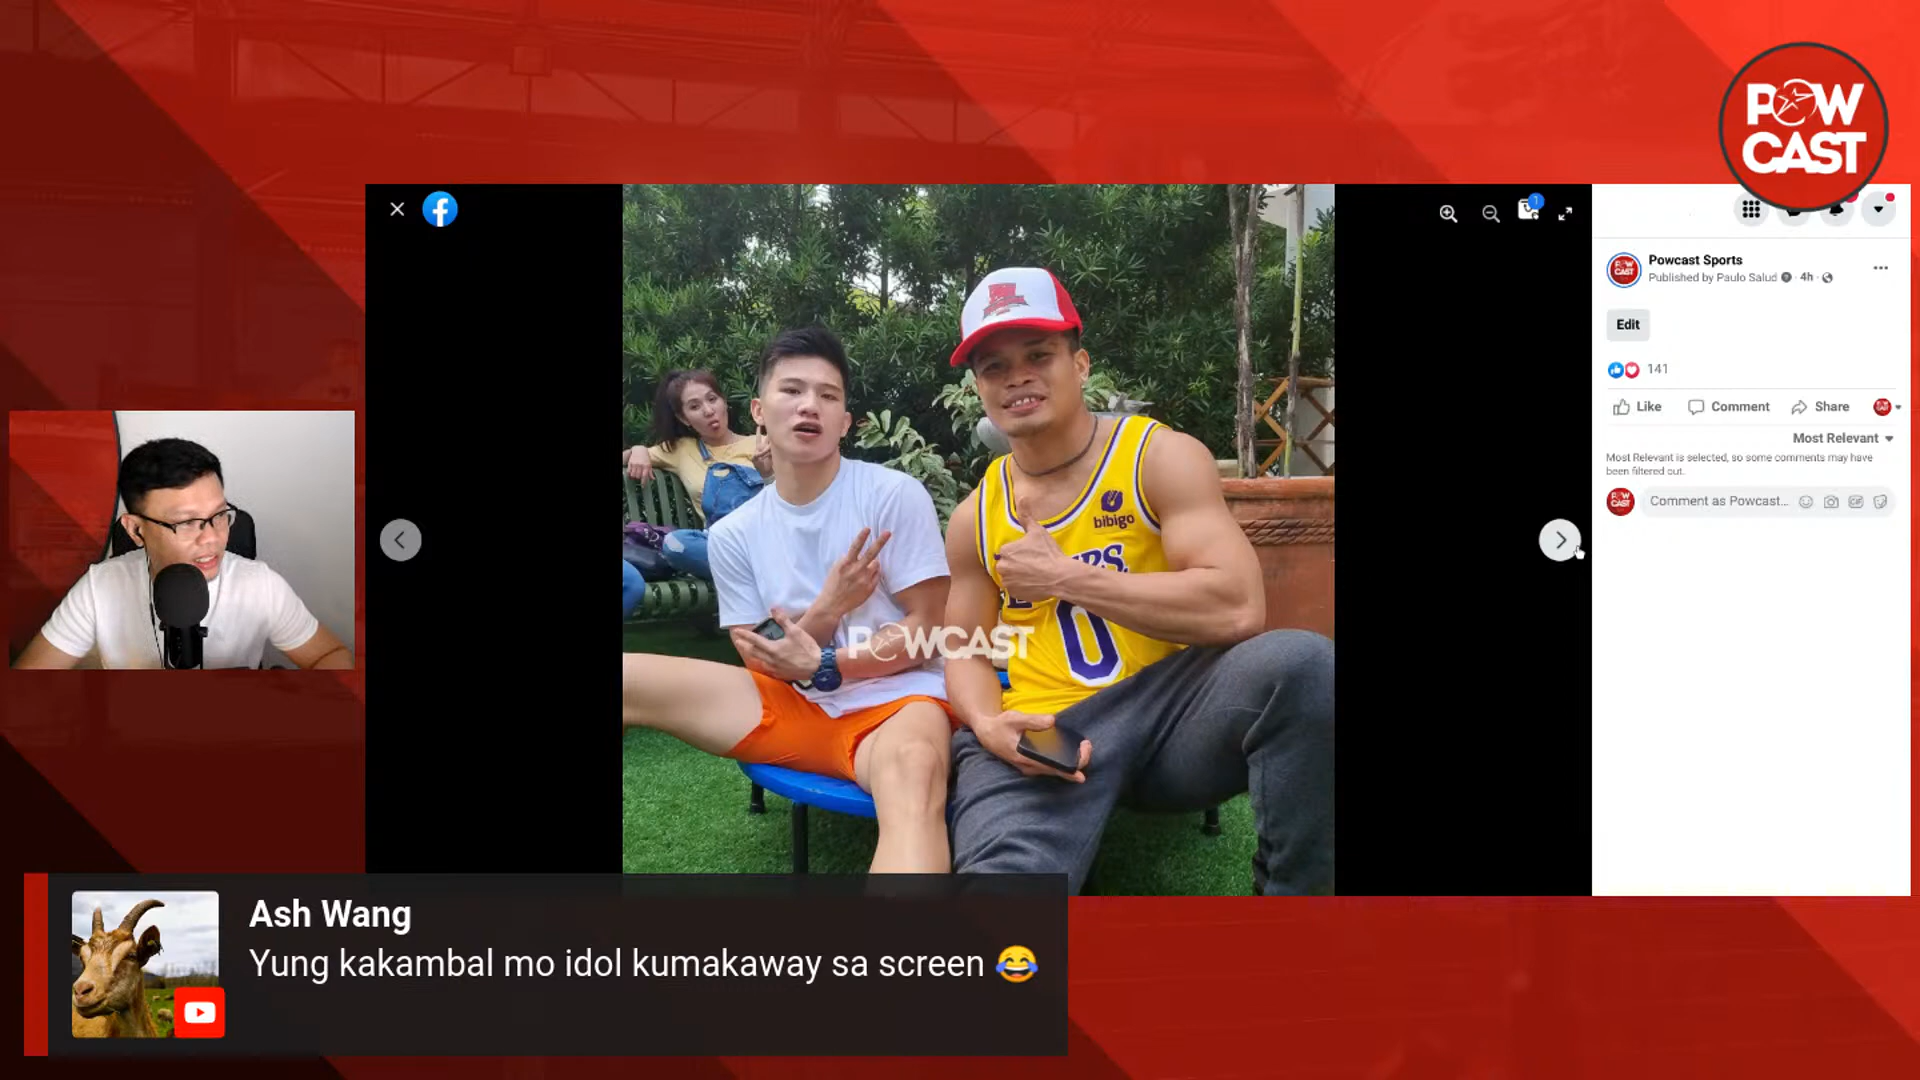 POW
CAST
1
Powcast Sports
Published by Paulo Salud · 4h ·
Edit
141
Like
Comment
Share
Most Relevant
Most Relevant is selected, so some comments may have
been filtered out.
Comment as Powcast...
bibigo
0
POWCAST
Ash Wang
Yung kakambal mo idol kumakaway sa screen 😂